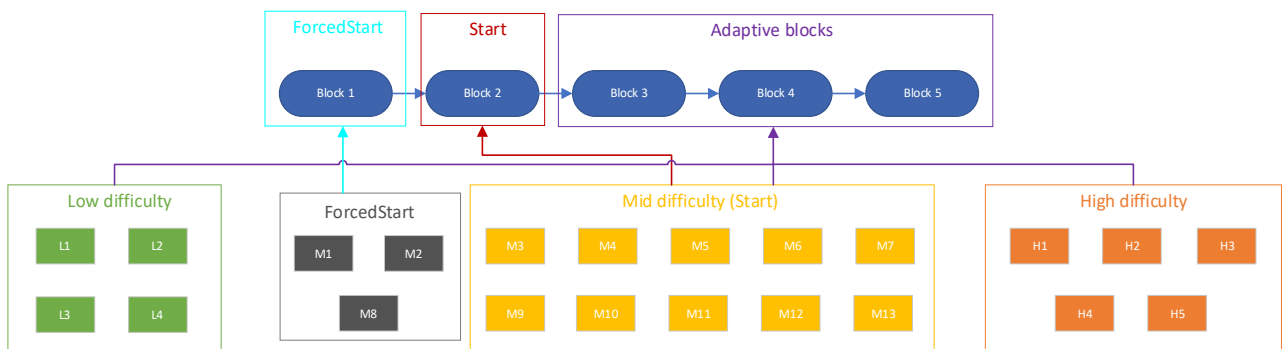 ForcedStart
Start
Adaptive blocks
Block 1
Block 2
Block 3
Block 4
Block 5
Low difficulty
L1
L2
L3
L4
ForcedStart
M1
M2
M8
Mid difficulty (Start)
M3
M4
M5
M6
M7
M9
M10
M11
M12
M13
High difficulty
H1
H2
H3
H4
H5